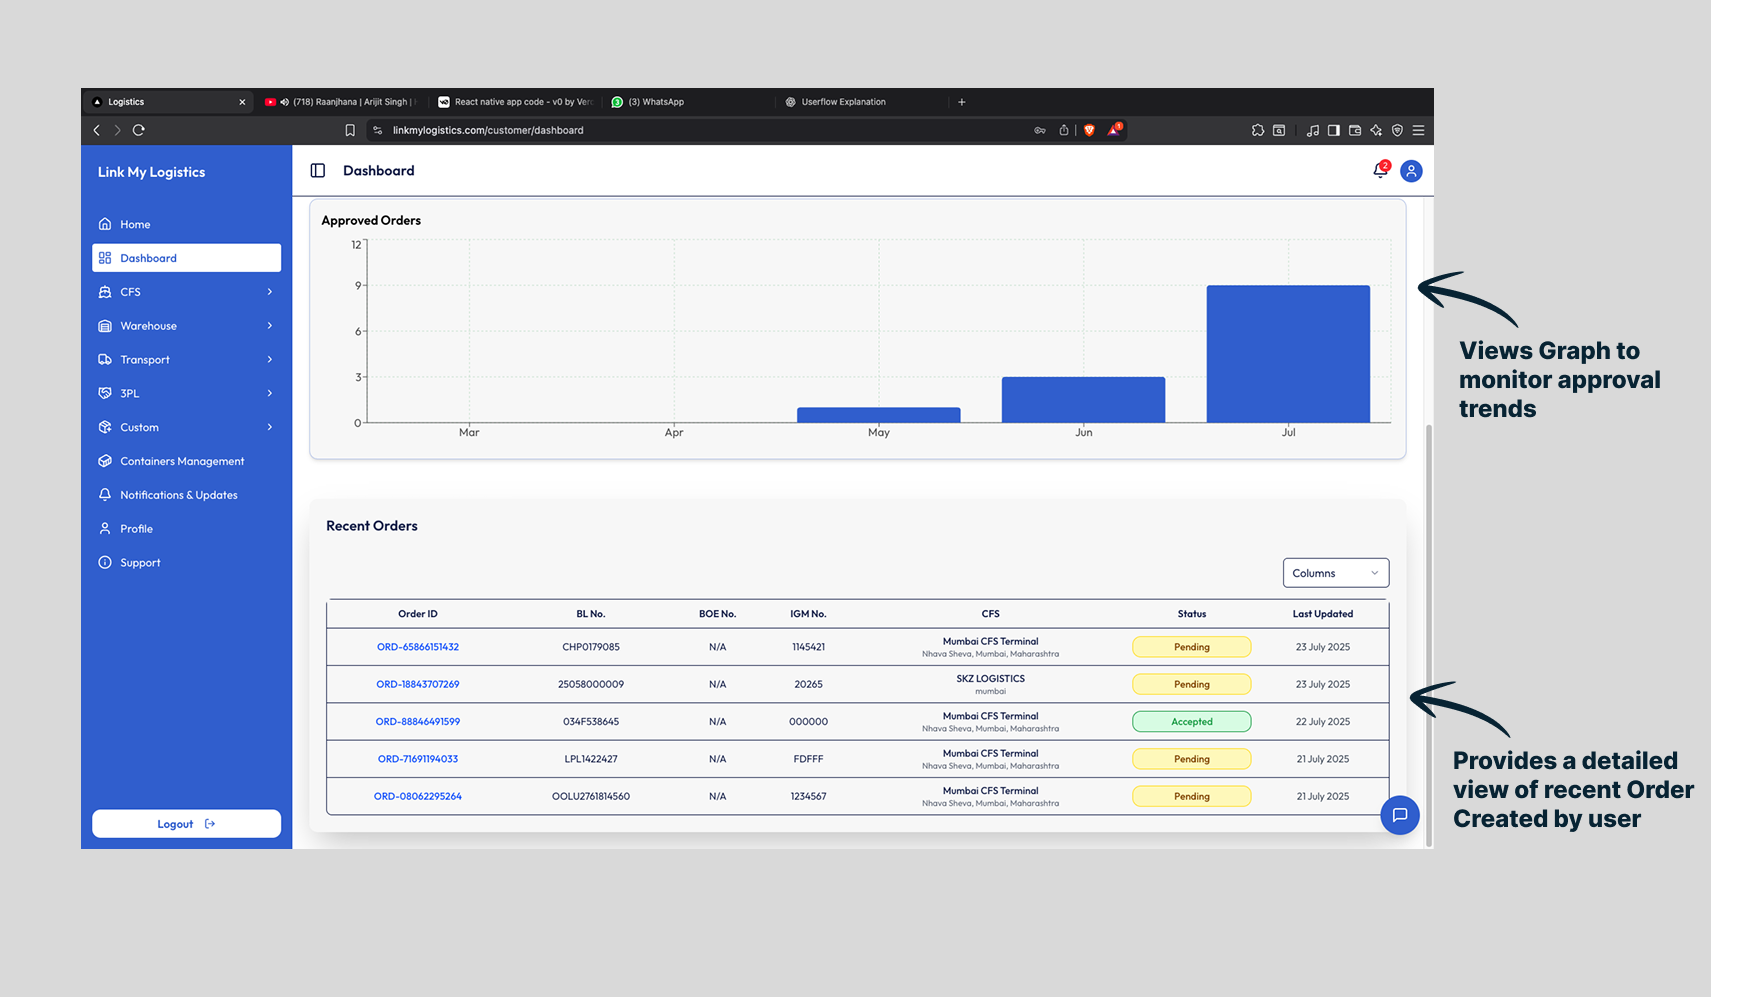 Logistics
(718) Raanjhana | Arijit Singh |
React native app code - v0 by Verc
(3) WhatsApp
Userflow Explanation
linkmylogistics.com/customer/dashboard
1
Link My Logistics
Home
Dashboard
CFS
Warehouse
Transport
3PL
Custom
Containers Management
Notifications & Updates
Profile
Support
Logout
Dashboard
2
Approved Orders
12
9
6
3
0
Mar Apr May Jun Jul
Recent Orders
Columns
Order ID BL No. BOE No. IGM No. CFS Status Last Updated
ORD-65866151432 CHP0179085 N/A 1145421 Mumbai CFS Terminal Pending 23 July 2025
Nhava Sheva, Mumbai, Maharashtra
ORD-18843707269 25058000009 N/A 20265 SKZ LOGISTICS Pending 23 July 2025
mumbai
ORD-88846491599 034F538645 N/A 000000 Mumbai CFS Terminal Accepted 22 July 2025
Nhava Sheva, Mumbai, Maharashtra
ORD-71691194033 LPL1422427 N/A FDFFF Mumbai CFS Terminal Pending 21 July 2025
Nhava Sheva, Mumbai, Maharashtra
ORD-08062295264 OOLU2761814560 N/A 1234567 Mumbai CFS Terminal Pending 21 July 2025
Nhava Sheva, Mumbai, Maharashtra
Views Graph to
monitor approval
trends
Provides a detailed
view of recent Order
Created by user